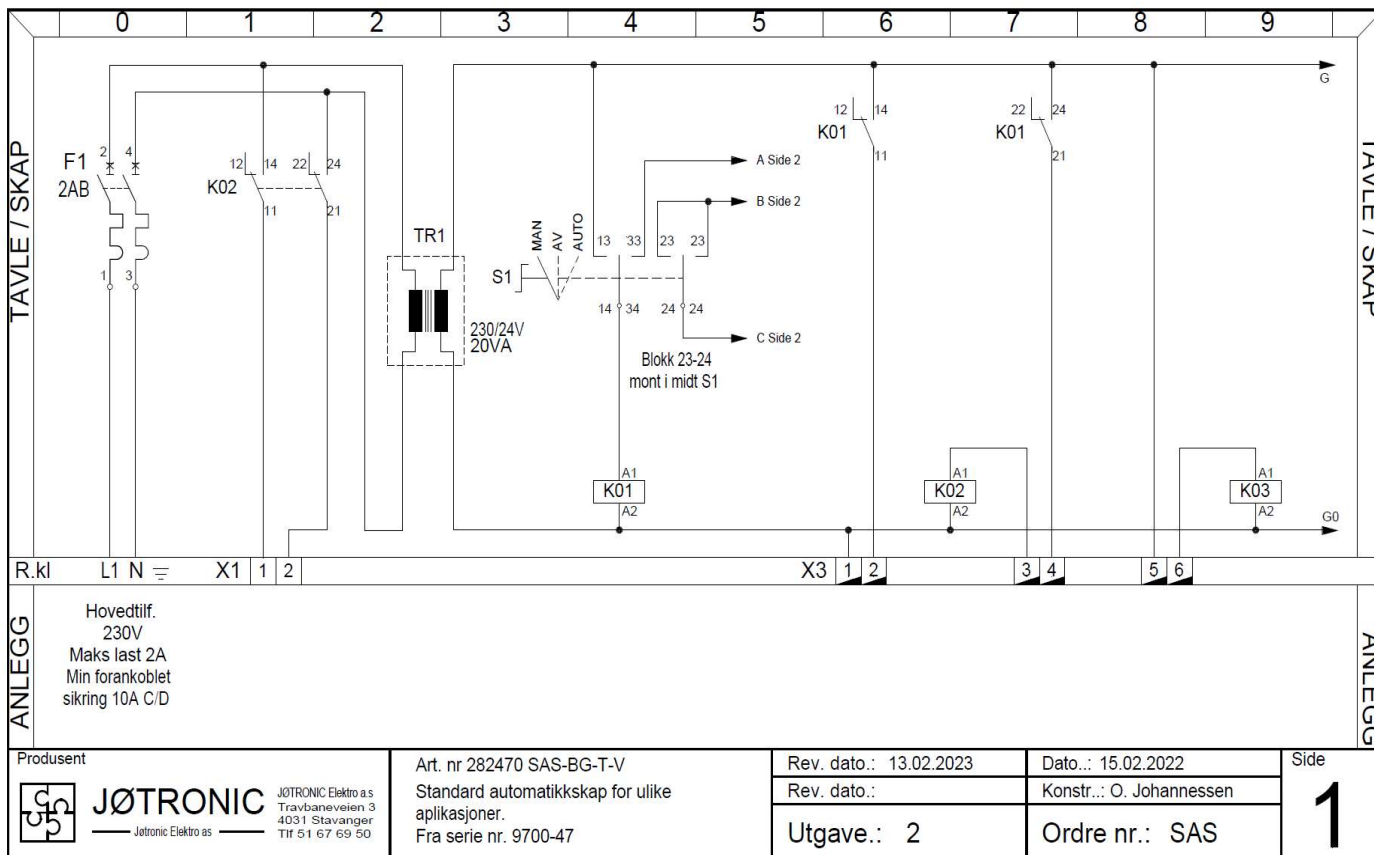 0 1 2 3 4 5 6 7 8 9
TAVLE / SKAP
TAVLE / SKAP
G
F1
2AB
2 4
1 3
12 14 22 24
K02
11 21
TR1
230/24V
20VA
MAN
AV
AUTO
S1
13 33 23 23
14 34 24 24
A Side 2
B Side 2
C Side 2
Blokk 23-24
mont i midt S1
12 14
K01
11
22 24
K01
21
A1
K01
A2
A1
K02
A2
A1
K03
A2
G0
R.kl L1 N X1 1 2 X3 1 2 3 4 5 6
ANLEGG
ANLEGG
Hovedtilf.
230V
Maks last 2A
Min forankoblet
sikring 10A C/D
Produsent
JØTRONIC
Jøtronic Elektro as
JØTRONIC Elektro a.s
Travbaneveien 3
4031 Stavanger
Tlf 51 67 69 50
Art. nr 282470 SAS-BG-T-V
Standard automatikkskap for ulike
aplikasjoner.
Fra serie nr. 9700-47
Rev. dato.: 13.02.2023
Rev. dato.:
Utgave.: 2
Dato..: 15.02.2022
Konstr..: O. Johannessen
Ordre nr.: SAS
Side
1